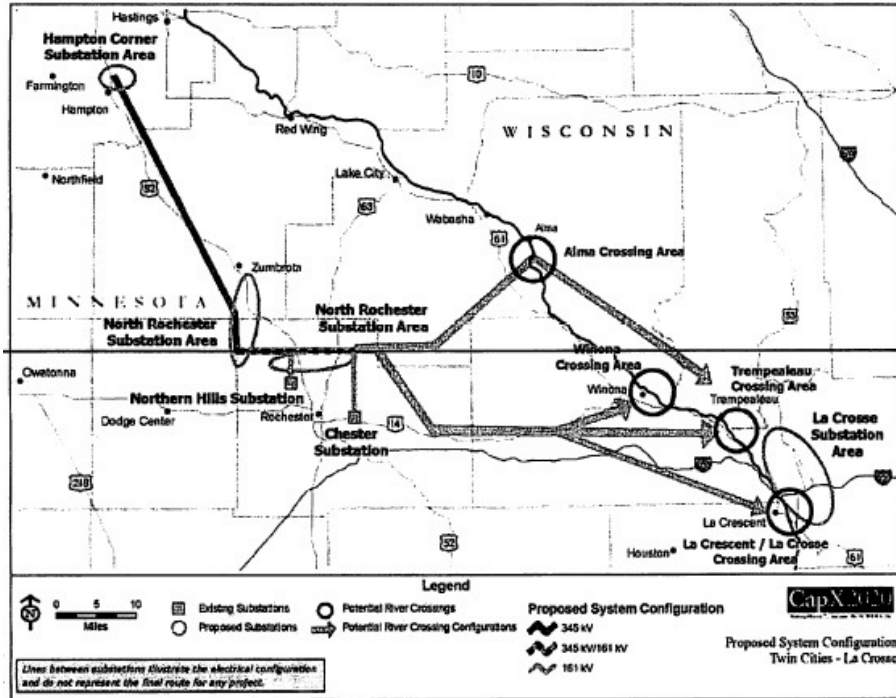 Hastings
Hampton Corner
Substation Area
Farmington
Hampton
10
Red Wing
WISCONSIN
Northfield
52
Lake City
63
Wabasha
61
Alma
Alma Crossing Area
Zumbrota
MINNESOTA
North Rochester
Substation Area
North Rochester
Substation Area
53
Owatonna
Winona
Crossing Area
Winona
Trempealeau
Crossing Area
Trempealeau
Northern Hills Substation
Dodge Center
Rochester
14
Chester
Substation
La Crosse
Substation
Area
218
La Crescent
52
Houston
La Crescent / La Crosse
Crossing Area
61
Legend
N
0 5 10
Miles
Existing Substations
Proposed Substations
Potential River Crossings
Potential River Crossing Configurations
Proposed System Configuration
345 kV
345 kV/161 kV
161 kV
CapX 2020
Proposed System Configuration
Twin Cities - La Crosse
Lines between substations illustrate the electrical configuration
and do not represent the final route for any project.